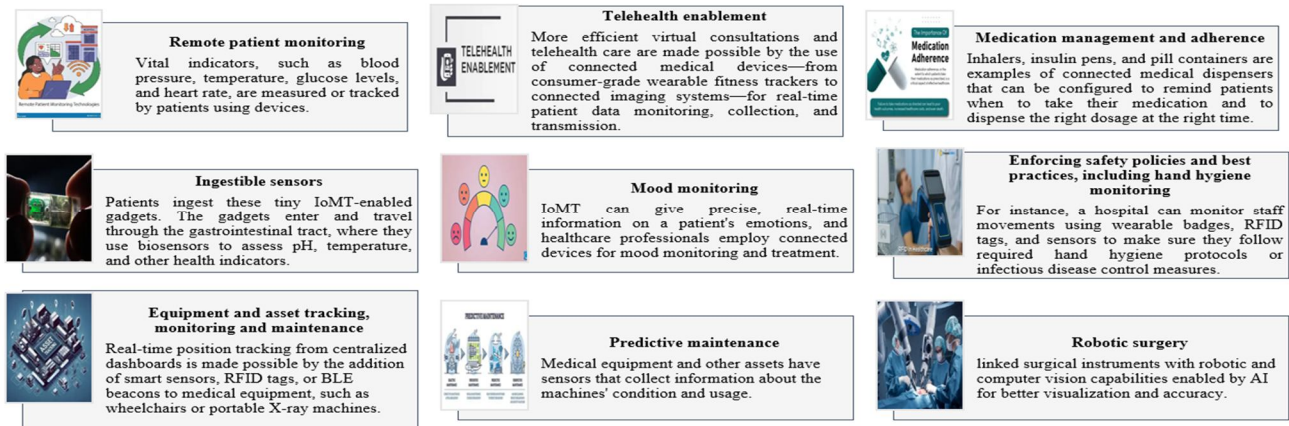 Remote patient monitoring
Vital indicators, such as blood
pressure, temperature, glucose levels,
and heart rate, are measured or tracked
by patients using devices.
Remote Patient Monitoring Technologies
TELEHEALTH
ENABLEMENT
Telehealth enablement
More efficient virtual consultations and
telehealth care are made possible by the use
of connected medical devices—from
consumer-grade wearable fitness trackers to
connected imaging systems—for real-time
patient data monitoring, collection, and
transmission.
The Importance Of
Medication
Adherence
Medication management and adherence
Inhalers, insulin pens, and pill containers are
examples of connected medical dispensers
that can be configured to remind patients
when to take their medication and to
dispense the right dosage at the right time.
Ingestible sensors
Patients ingest these tiny IoMT-enabled
gadgets. The gadgets enter and travel
through the gastrointestinal tract, where they
use biosensors to assess pH, temperature,
and other health indicators.
Mood monitoring
IoMT can give precise, real-time
information on a patient's emotions, and
healthcare professionals employ connected
devices for mood monitoring and treatment.
Enforcing safety policies and best
practices, including hand hygiene
monitoring
For instance, a hospital can monitor staff
movements using wearable badges, RFID
tags, and sensors to make sure they follow
required hand hygiene protocols or
infectious disease control measures.
ASSET
Equipment and asset tracking,
monitoring and maintenance
Real-time position tracking from centralized
dashboards is made possible by the addition
of smart sensors, RFID tags, or BLE
beacons to medical equipment, such as
wheelchairs or portable X-ray machines.
PREDICTIVE MAINTENANCE
Predictive maintenance
Medical equipment and other assets have
sensors that collect information about the
machines' condition and usage.
Robotic surgery
linked surgical instruments with robotic and
computer vision capabilities enabled by AI
for better visualization and accuracy.